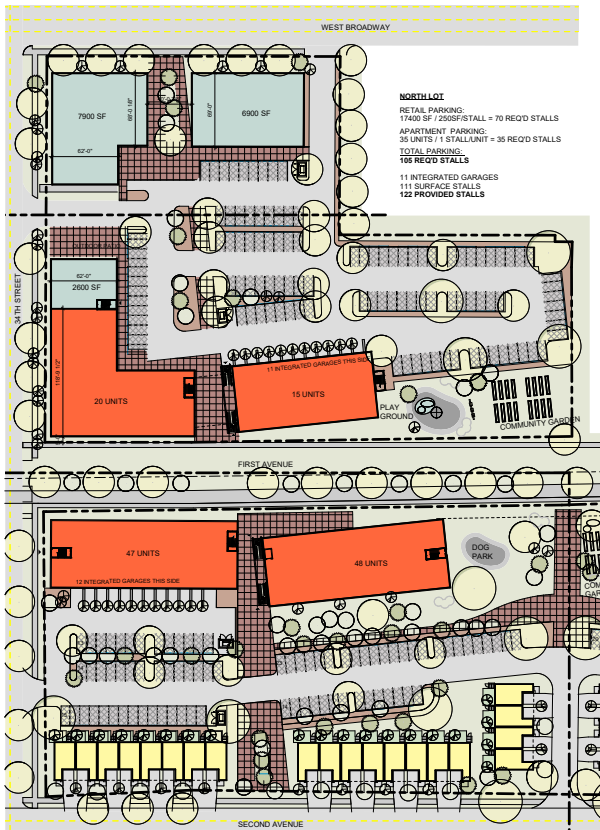 WEST BROADWAY
NORTH LOT
RETAIL PARKING:
17400 SF / 250SF/STALL = 70 REQ'D STALLS
APARTMENT PARKING:
35 UNITS / 1 STALL/UNIT = 35 REQ'D STALLS
TOTAL PARKING:
105 REQ'D STALLS
11 INTEGRATED GARAGES
111 SURFACE STALLS
122 PROVIDED STALLS
7900 SF
62'-0"
6900 SF
34TH STREET
62'-0"
2600 SF
20 UNITS
11 INTEGRATED GARAGES THIS SIDE
15 UNITS
PLAY
GROUND
COMMUNITY GARDEN
FIRST AVENUE
47 UNITS
12 INTEGRATED GARAGES THIS SIDE
48 UNITS
DOG
PARK
SECOND AVENUE